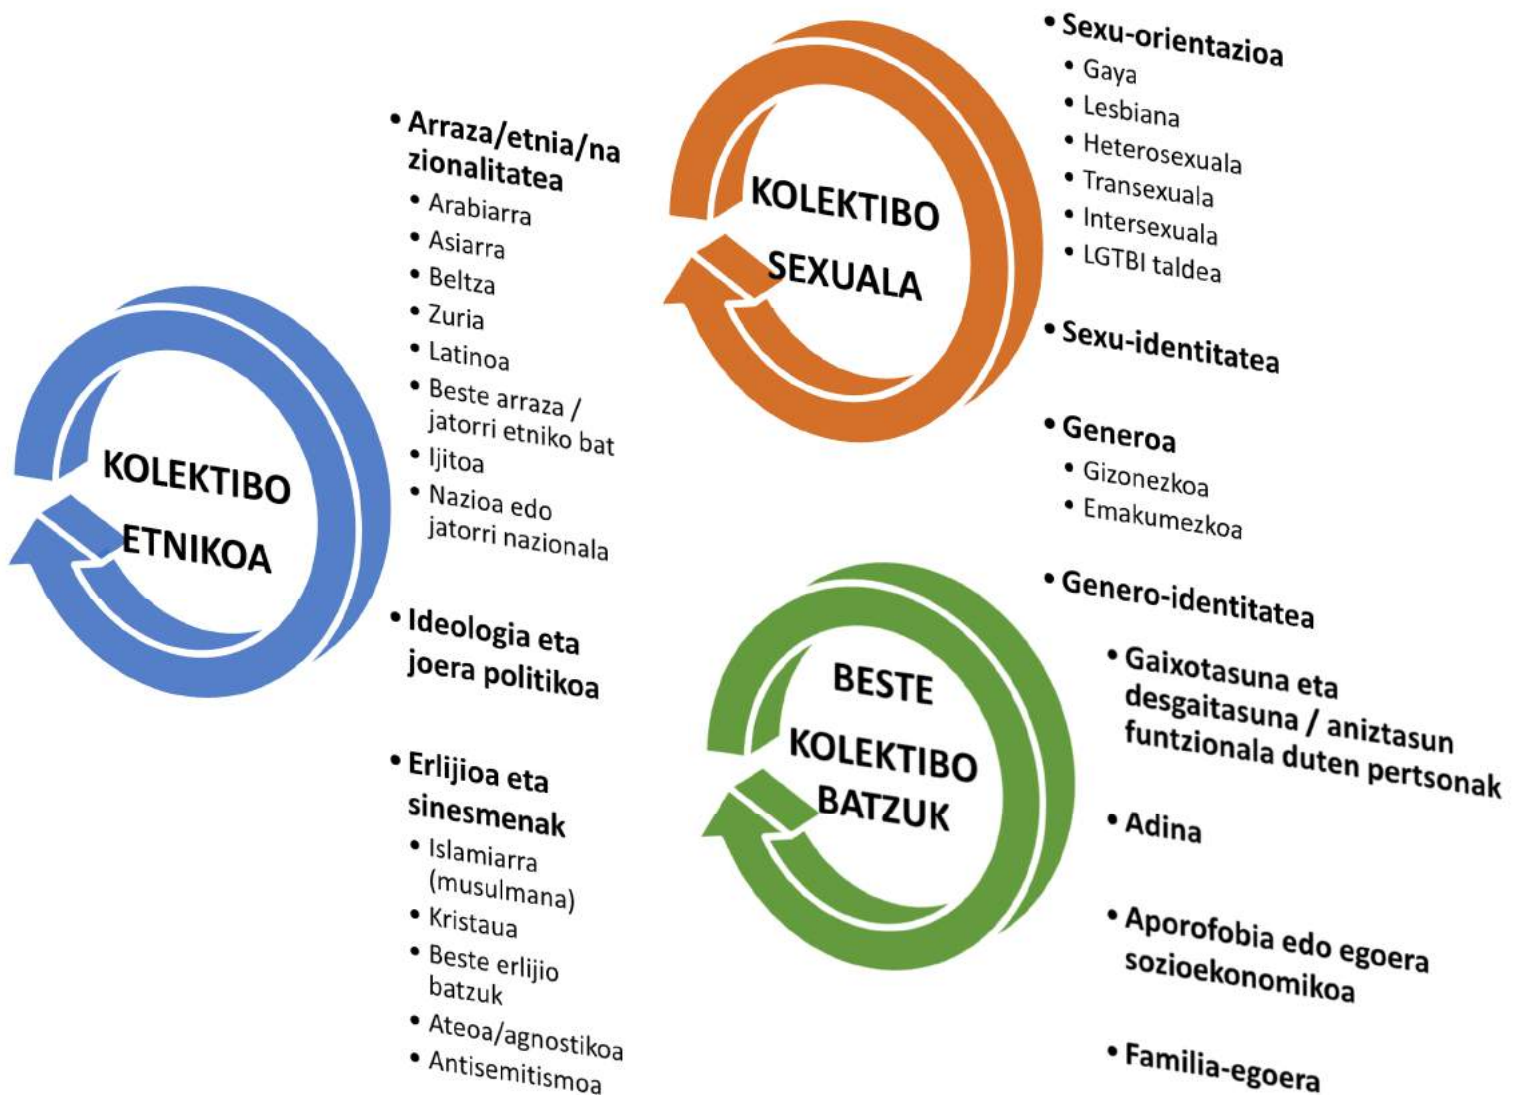 KOLEKTIBO
ETNIKOA
• Arraza/etnia/na
zionalitatea
• Arabiarra
• Asiarra
• Beltza
• Zuria
• Latinoa
• Beste arraza /
jatorri etniko bat
• Ijitoa
• Nazioa edo
jatorri nazionala
• Ideologia eta
joera politikoa
• Erlijioa eta
sinesmenak
• Islamiarra
(musulmana)
• Kristaua
• Beste erlijio
batzuk
• Ateoa/agnostikoa
• Antisemitismoa
KOLEKTIBO
SEXUALA
• Sexu-orientazioa
• Gaya
• Lesbiana
• Heterosexuala
• Transexuala
• Intersexuala
• LGTBI taldea
• Sexu-identitatea
• Generoa
• Gizonezkoa
• Emakumezkoa
• Genero-identitatea
BESTE
KOLEKTIBO
BATZUK
• Gaixotasuna eta
desgaitasuna / aniztasun
funtzionala duten pertsonak
• Adina
• Aporofobia edo egoera
sozioekonomikoa
• Familia-egoera